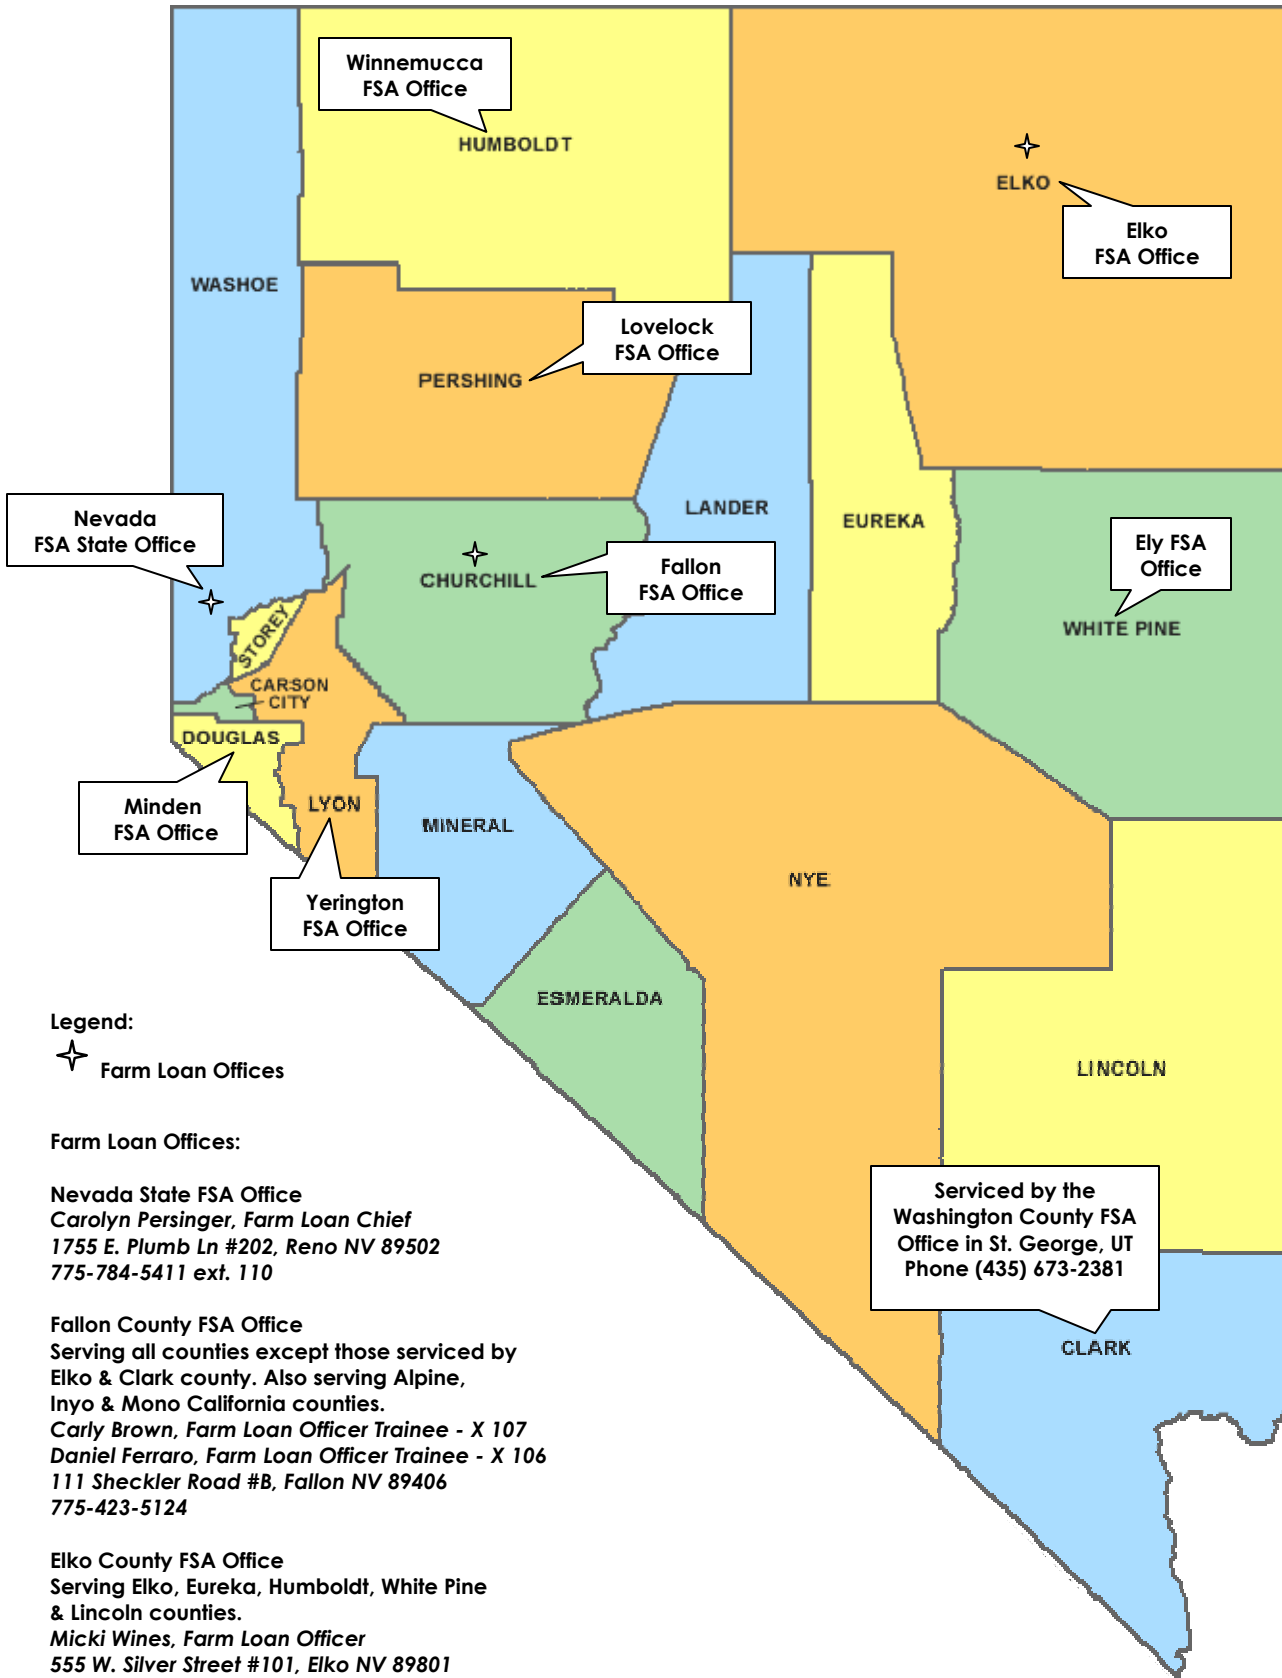 Winnemucca
FSA Office
HUMBOLDT
ELKO
Elko
FSA Office
WASHOE
Lovelock
FSA Office
PERSHING
Nevada
FSA State Office
LANDER
EUREKA
Ely FSA
Office
CHURCHILL
Fallon
FSA Office
WHITE PINE
STOREY
CARSON
CITY
DOUGLAS
Minden
FSA Office
LYON
MINERAL
NYE
Yerington
FSA Office
ESMERALDA
LINCOLN
Serviced by the
Washington County FSA
Office in St. George, UT
Phone (435) 673-2381
CLARK
Legend:
Farm Loan Offices
Farm Loan Offices:
Nevada State FSA Office
Carolyn Persinger, Farm Loan Chief
1755 E. Plumb Ln #202, Reno NV 89502
775-784-5411 ext. 110
Fallon County FSA Office
Serving all counties except those serviced by
Elko & Clark county. Also serving Alpine,
Inyo & Mono California counties.
Carly Brown, Farm Loan Officer Trainee - X 107
Daniel Ferraro, Farm Loan Officer Trainee - X 106
111 Sheckler Road #B, Fallon NV 89406
775-423-5124
Elko County FSA Office
Serving Elko, Eureka, Humboldt, White Pine
& Lincoln counties.
Micki Wines, Farm Loan Officer
555 W. Silver Street #101, Elko NV 89801